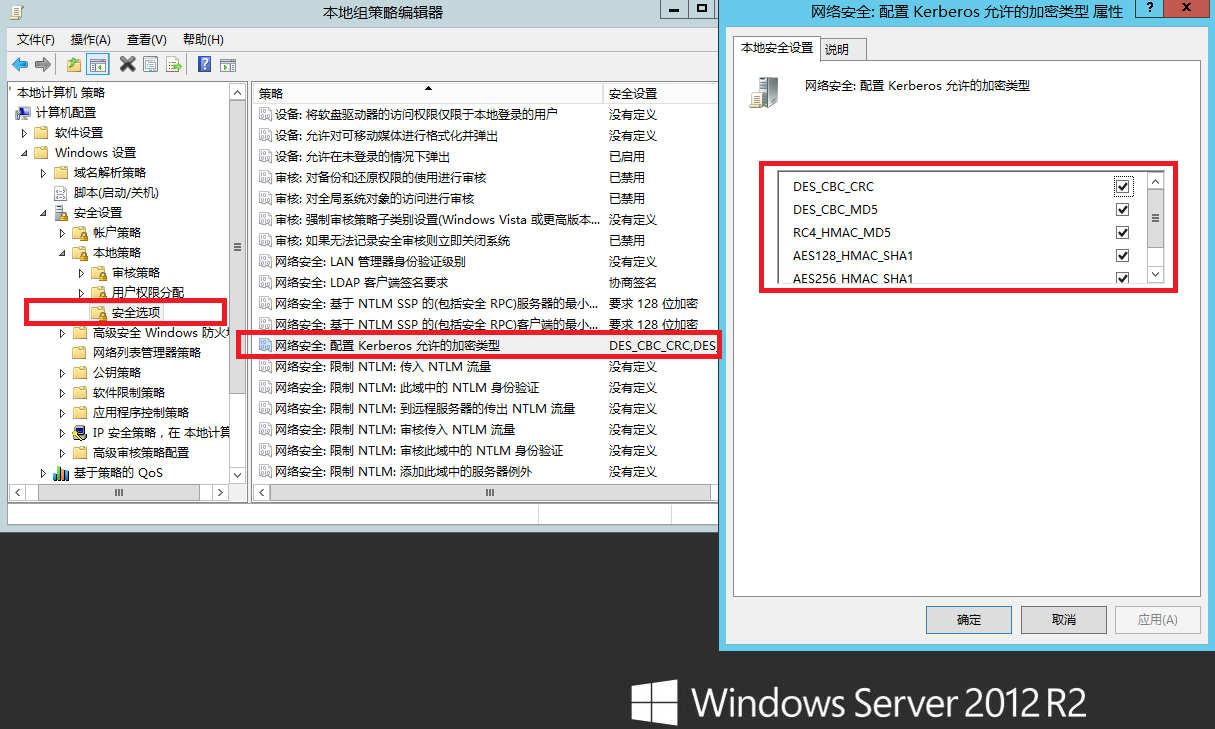 本地组策略编辑器
文件(F) 操作(A) 查看(V) 帮助(H)
本地计算机 策略
计算机配置
软件设置
Windows 设置
域名解析策略
脚本(启动/关机)
安全设置
帐户策略
本地策略
审核策略
用户权限分配
安全选项
高级安全 Windows 防火
网络列表管理器策略
公钥策略
软件限制策略
应用程序控制策略
IP 安全策略，在 本地计算
高级审核策略配置
基于策略的 QoS
策略 安全设置
设备: 将软盘驱动器的访问权限仅限于本地登录的用户 没有定义
设备: 允许对可移动媒体进行格式化并弹出 没有定义
设备: 允许在未登录的情况下弹出 已启用
审核: 对备份和还原权限的使用进行审核 已禁用
审核: 对全局系统对象的访问进行审核 已禁用
审核: 强制审核策略子类别设置(Windows Vista 或更高版本... 没有定义
审核: 如果无法记录安全审核则立即关闭系统 已禁用
网络安全: LAN 管理器身份验证级别 没有定义
网络安全: LDAP 客户端签名要求 协商签名
网络安全: 基于 NTLM SSP 的(包括安全 RPC)服务器的最小... 要求 128 位加密
网络安全: 基于 NTLM SSP 的(包括安全 RPC)客户端的最小... 要求 128 位加密
网络安全: 配置 Kerberos 允许的加密类型 DES_CBC_CRC,DES_
网络安全: 限制 NTLM: 传入 NTLM 流量 没有定义
网络安全: 限制 NTLM: 此域中的 NTLM 身份验证 没有定义
网络安全: 限制 NTLM: 到远程服务器的传出 NTLM 流量 没有定义
网络安全: 限制 NTLM: 审核传入 NTLM 流量 没有定义
网络安全: 限制 NTLM: 审核此域中的 NTLM 身份验证 没有定义
网络安全: 限制 NTLM: 添加此域中的服务器例外 没有定义
网络安全: 配置 Kerberos 允许的加密类型 属性
本地安全设置 说明
网络安全: 配置 Kerberos 允许的加密类型
DES_CBC_CRC
DES_CBC_MD5
RC4_HMAC_MD5
AES128_HMAC_SHA1
AES256_HMAC_SHA1
确定 取消 应用(A)
Windows Server 2012 R2